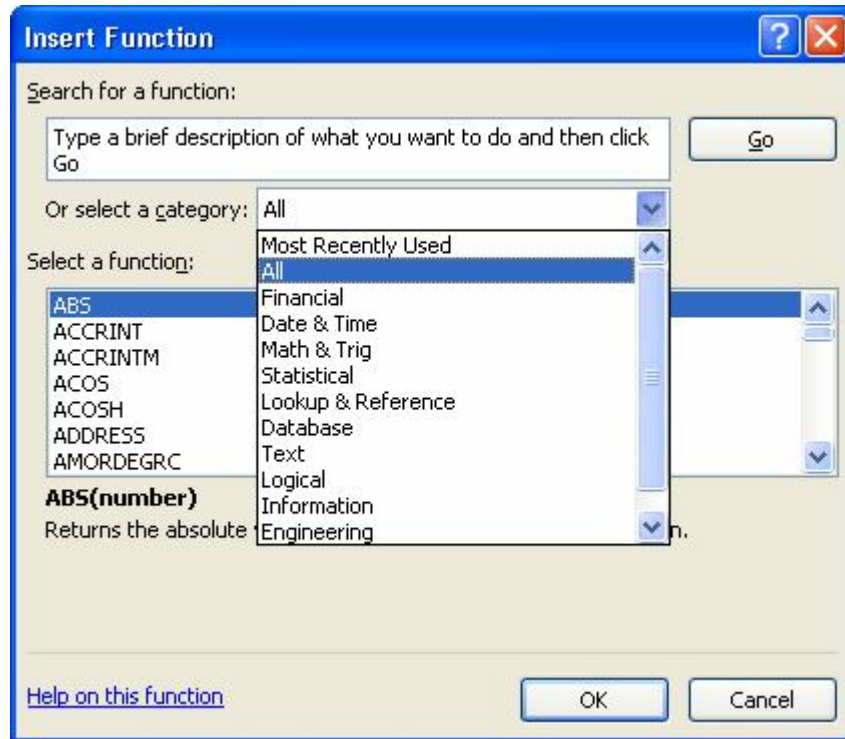 Insert Function
Search for a function:
Type a brief description of what you want to do and then click
Go
Go
Or select a category: All
Most Recently Used
All
Financial
Date & Time
Math & Trig
Statistical
Lookup & Reference
Database
Text
Logical
Information
Engineering
Select a function:
ABS
ACCRINT
ACCRINTM
ACOS
ACOSH
ADDRESS
AMORDEGRC
ABS(number)
Returns the absolute n.
Help on this function
OK
Cancel